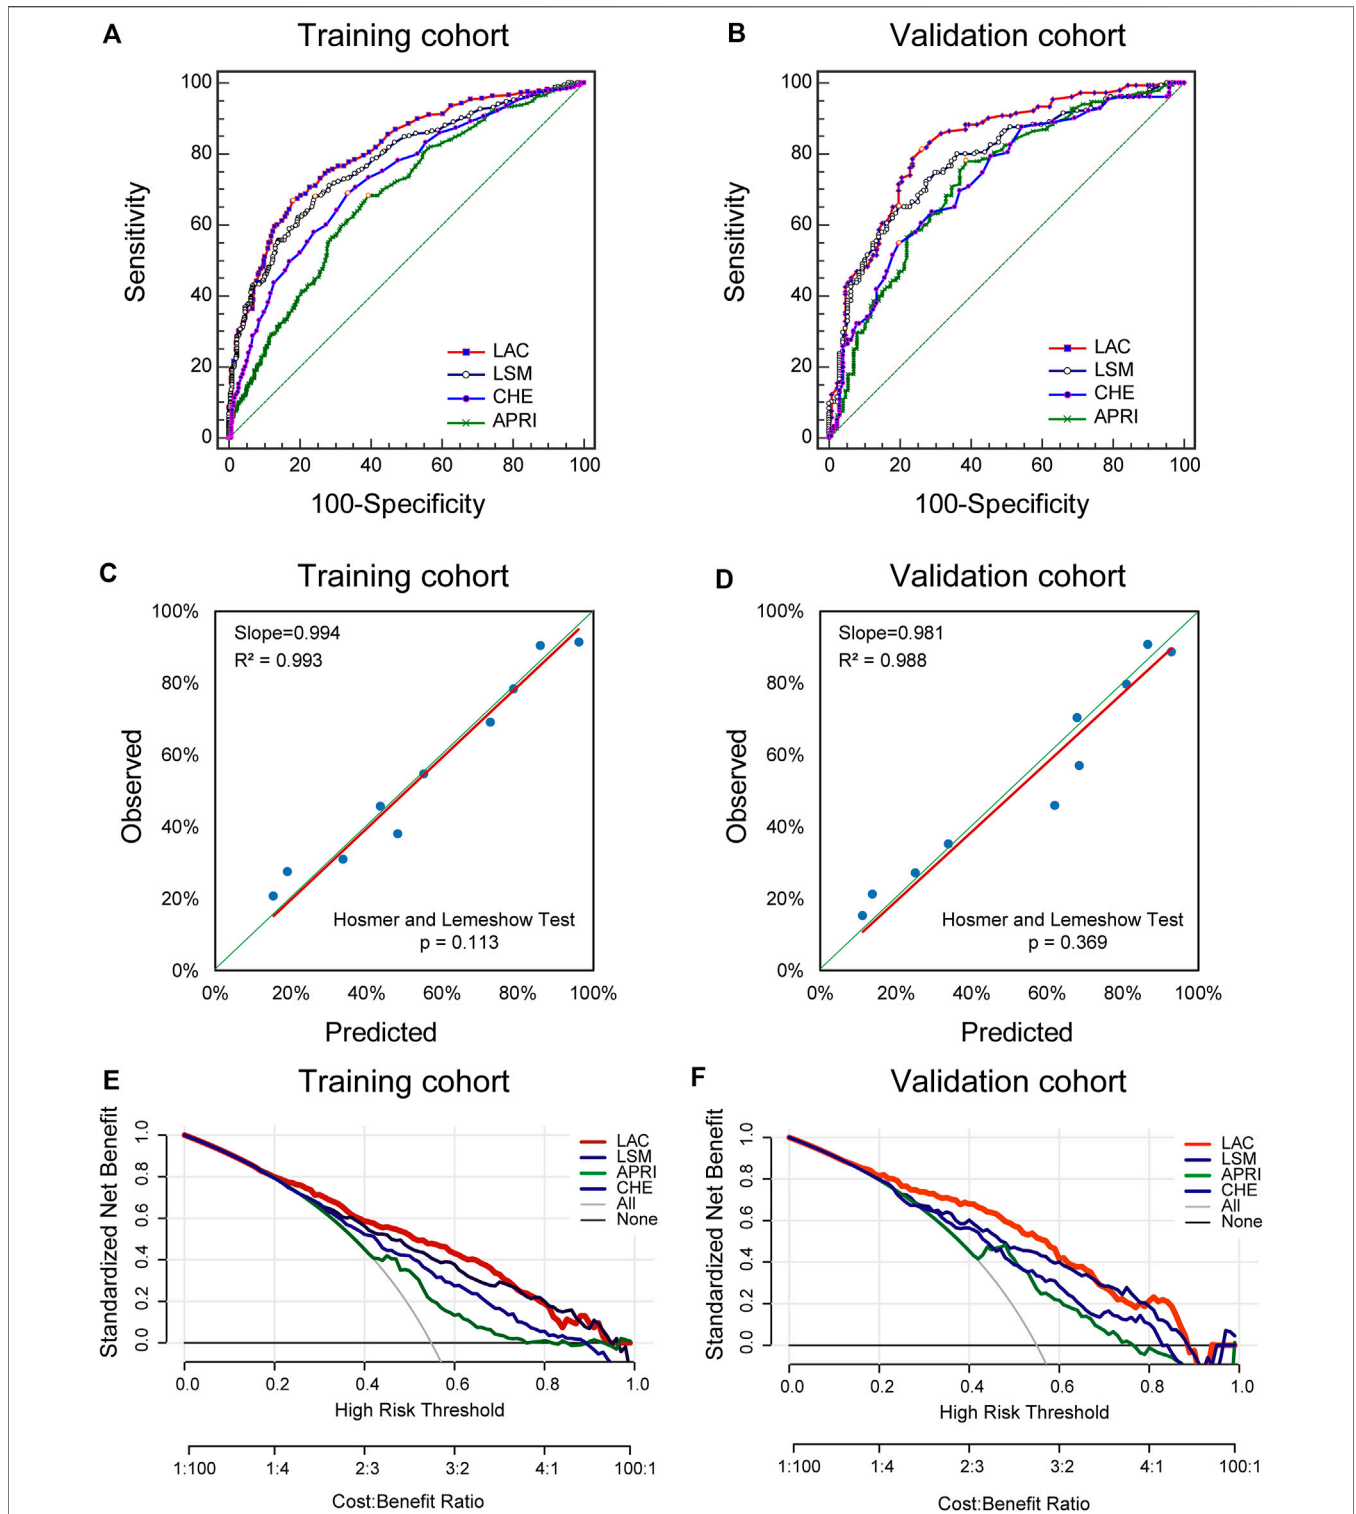 A
Training cohort
B
Validation cohort
Sensitivity
100
80
60
40
20
0
LAC
LSM
CHE
APRI
0 20 40 60 80 100
100-Specificity
Sensitivity
100
80
60
40
20
0
LAC
LSM
CHE
APRI
0 20 40 60 80 100
100-Specificity
C
Training cohort
D
Validation cohort
Observed
100%
80%
60%
40%
20%
0%
Slope=0.994
R² = 0.993
Hosmer and Lemeshow Test
p = 0.113
0% 20% 40% 60% 80% 100%
Predicted
Observed
100%
80%
60%
40%
20%
0%
Slope=0.981
R² = 0.988
Hosmer and Lemeshow Test
p = 0.369
0% 20% 40% 60% 80% 100%
Predicted
E
Training cohort
F
Validation cohort
Standardized Net Benefit
1.0
0.8
0.6
0.4
0.2
0.0
LAC
LSM
APRI
CHE
All
None
0.0 0.2 0.4 0.6 0.8 1.0
High Risk Threshold
1:100 1:4 2:3 3:2 4:1 100:1
Cost:Benefit Ratio
Standardized Net Benefit
1.0
0.8
0.6
0.4
0.2
0.0
LAC
LSM
APRI
CHE
All
None
0.0 0.2 0.4 0.6 0.8 1.0
High Risk Threshold
1:100 1:4 2:3 3:2 4:1 100:1
Cost:Benefit Ratio